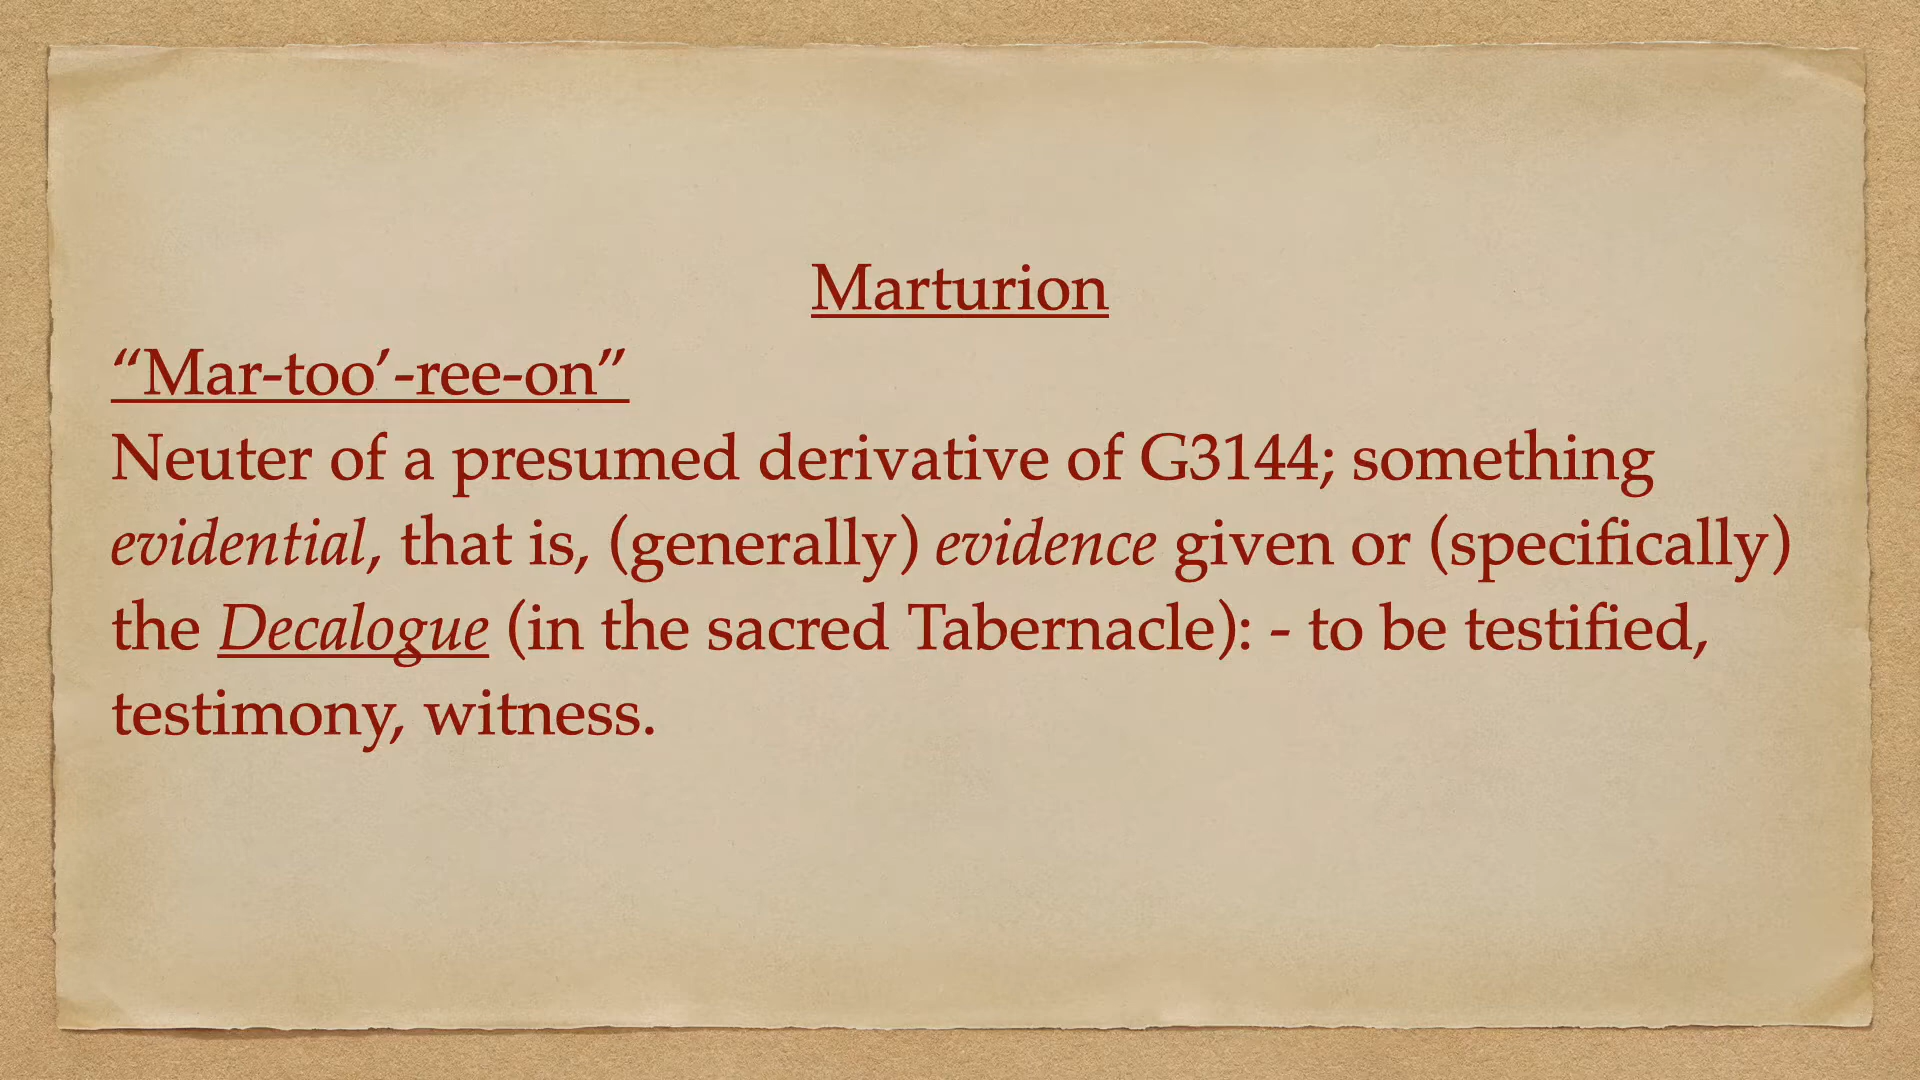 Marturion
“Mar-too’-ree-on”
Neuter of a presumed derivative of G3144; something
evidential, that is, (generally) evidence given or (specifically)
the Decalogue (in the sacred Tabernacle): - to be testified,
testimony, witness.